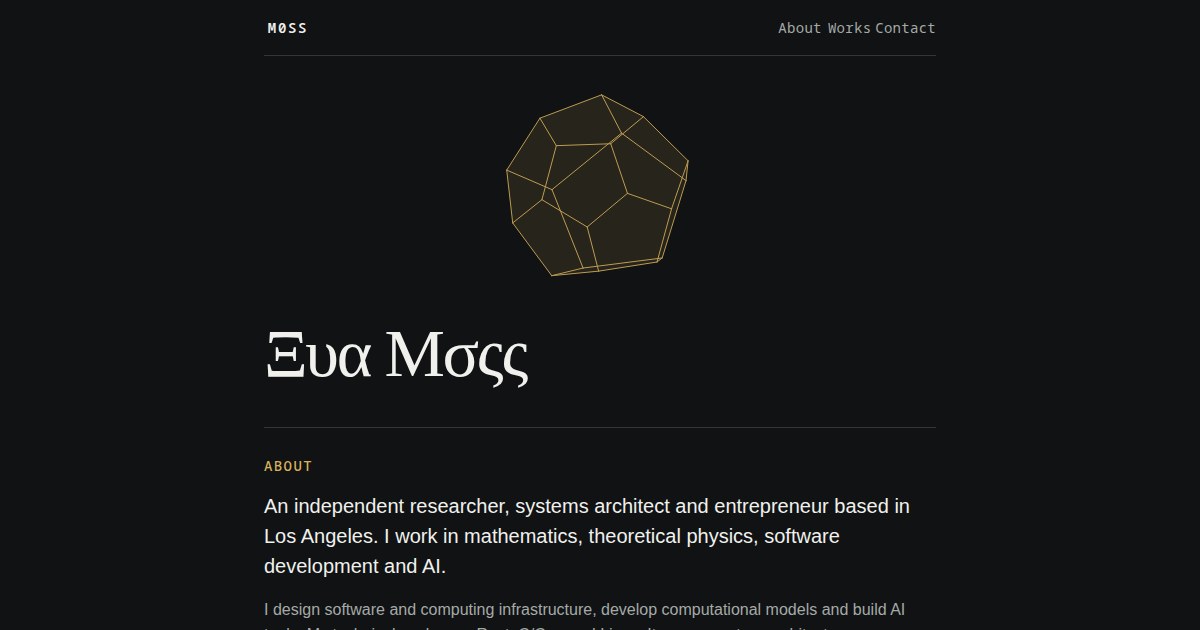 M0SS
About Works Contact
Ξυα Μσςς
ABOUT
An independent researcher, systems architect and entrepreneur based in
Los Angeles. I work in mathematics, theoretical physics, software
development and AI.
I design software and computing infrastructure, develop computational models and build AI